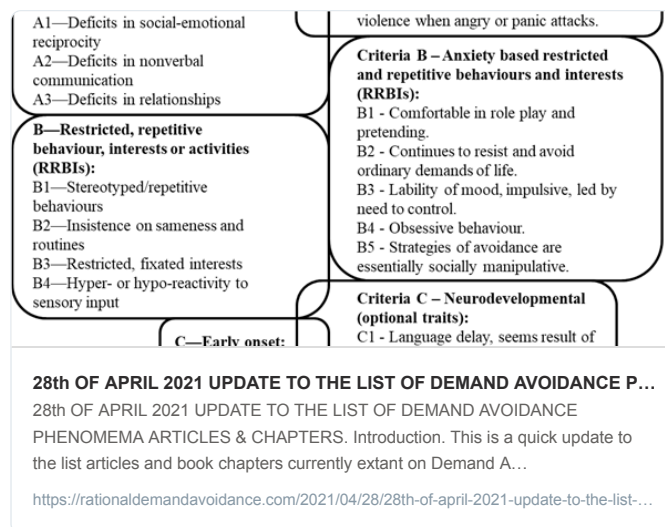 A1—Deficits in social-emotional
reciprocity
A2—Deficits in nonverbal
communication
A3—Deficits in relationships
B—Restricted, repetitive
behaviour, interests or activities
(RRBIs):
B1—Stereotyped/repetitive
behaviours
B2—Insistence on sameness and
routines
B3—Restricted, fixated interests
B4—Hyper- or hypo-reactivity to
sensory input
C—Early onset:
violence when angry or panic attacks.
Criteria B – Anxiety based restricted
and repetitive behaviours and interests
(RRBIs):
B1 - Comfortable in role play and
pretending.
B2 - Continues to resist and avoid
ordinary demands of life.
B3 - Lability of mood, impulsive, led by
need to control.
B4 - Obsessive behaviour.
B5 - Strategies of avoidance are
essentially socially manipulative.
Criteria C – Neurodevelopmental
(optional traits):
C1 - Language delay, seems result of
28th OF APRIL 2021 UPDATE TO THE LIST OF DEMAND AVOIDANCE P…
28th OF APRIL 2021 UPDATE TO THE LIST OF DEMAND AVOIDANCE
PHENOMEMA ARTICLES & CHAPTERS. Introduction. This is a quick update to
the list articles and book chapters currently extant on Demand A…
https://rationaldemandavoidance.com/2021/04/28/28th-of-april-2021-update-to-the-list-…